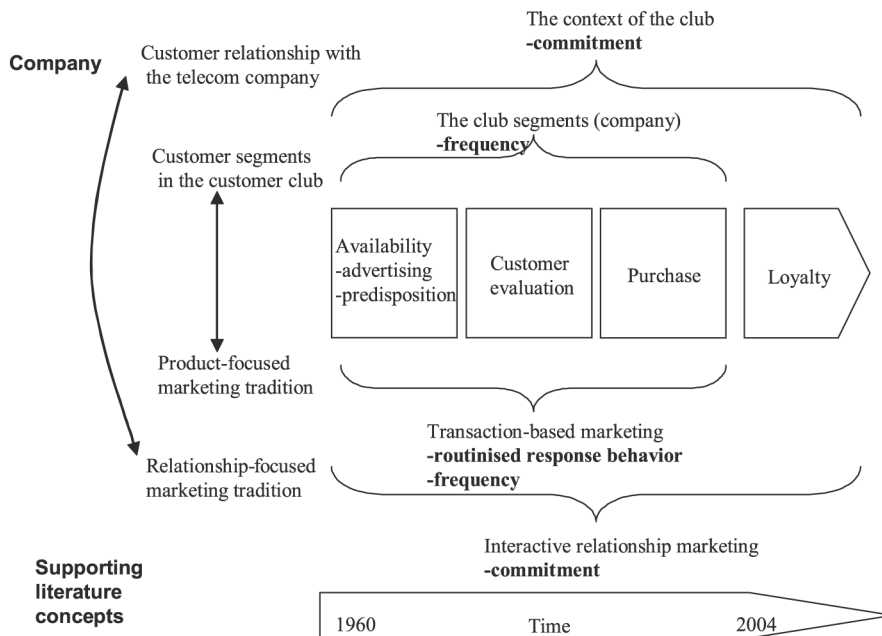 The context of the club
-commitment
Company
Customer relationship with
the telecom company
The club segments (company)
-frequency
Customer segments
in the customer club
Availability
-advertising
-predisposition
Customer
evaluation
Purchase
Loyalty
Product-focused
marketing tradition
Transaction-based marketing
-routinised response behavior
-frequency
Relationship-focused
marketing tradition
Interactive relationship marketing
-commitment
Supporting
literature
concepts
1960
Time
2004